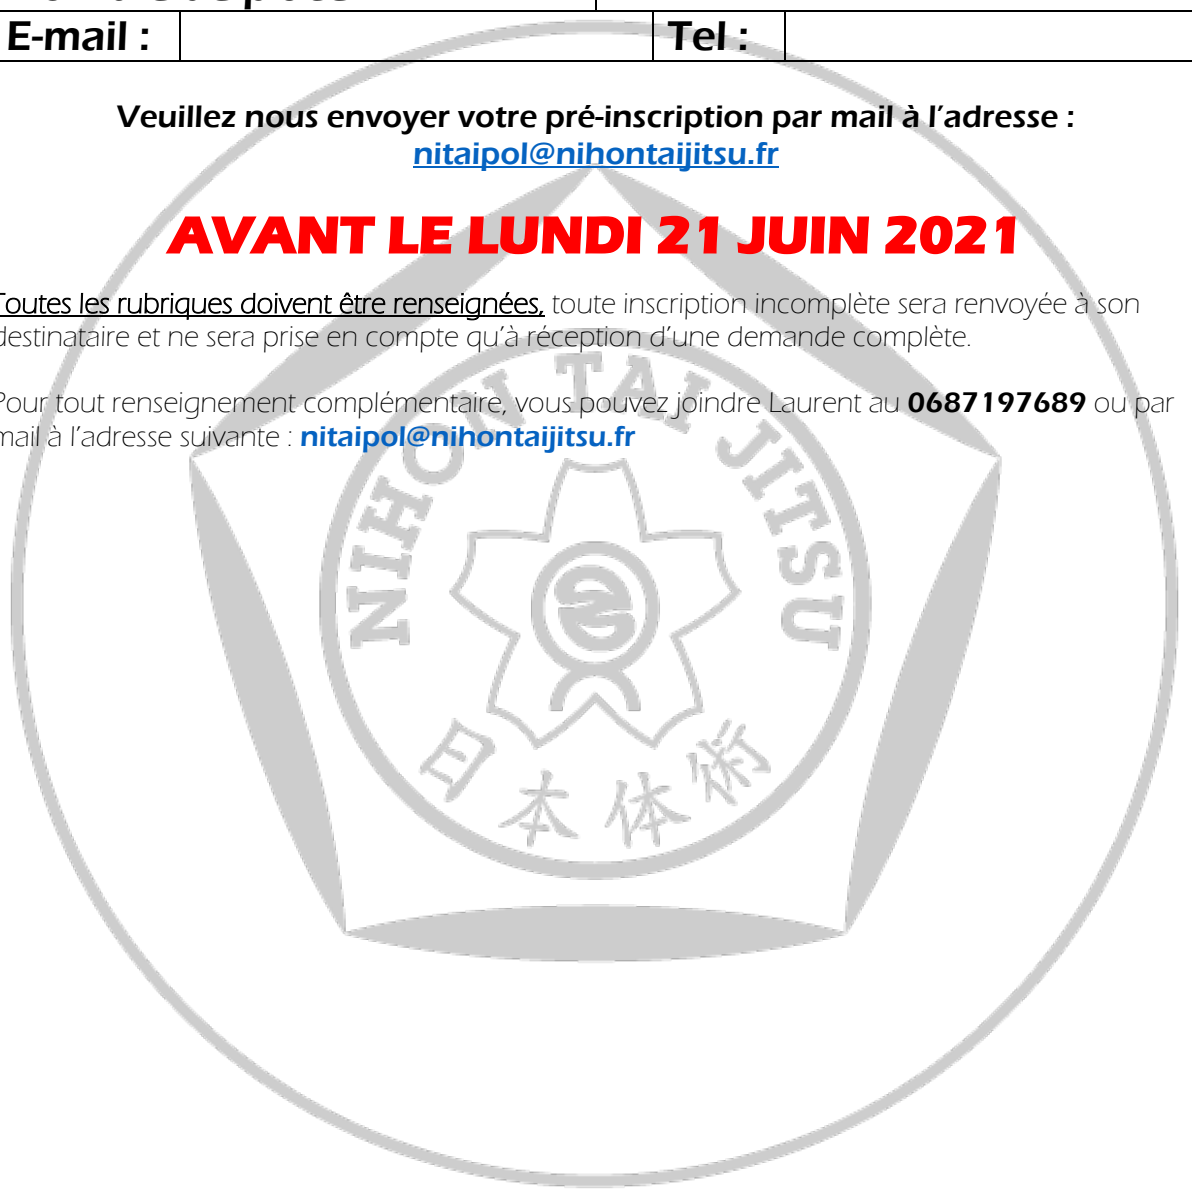 E-mail :
Tel :
Veuillez nous envoyer votre pré-inscription par mail à l’adresse :
nitaipol@nihontaijitsu.fr
AVANT LE LUNDI 21 JUIN 2021
Toutes les rubriques doivent être renseignées, toute inscription incomplète sera renvoyée à son
destinataire et ne sera prise en compte qu’à réception d’une demande complète.
Pour tout renseignement complémentaire, vous pouvez joindre Laurent au 0687197689 ou par
mail à l’adresse suivante : nitaipol@nihontaijitsu.fr
NIHON TAI JITSU
日本体術